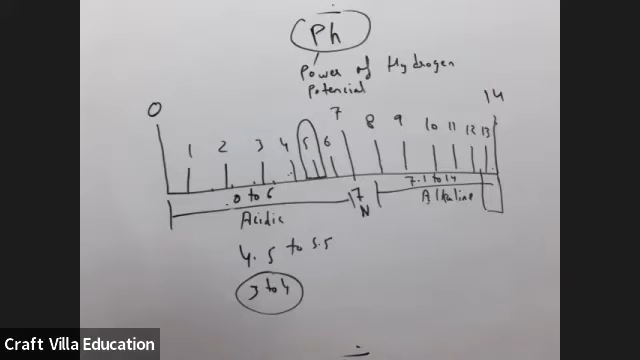 Ph
Power of Hydrogen
Potencial
0 1 2 3 4 5 6 7 8 9 10 11 12 13 14
0 to 6
7
7.1 to 14
Acidic
N
Alkaline
4.5 to 5.5
3 to 4
Craft Villa Education